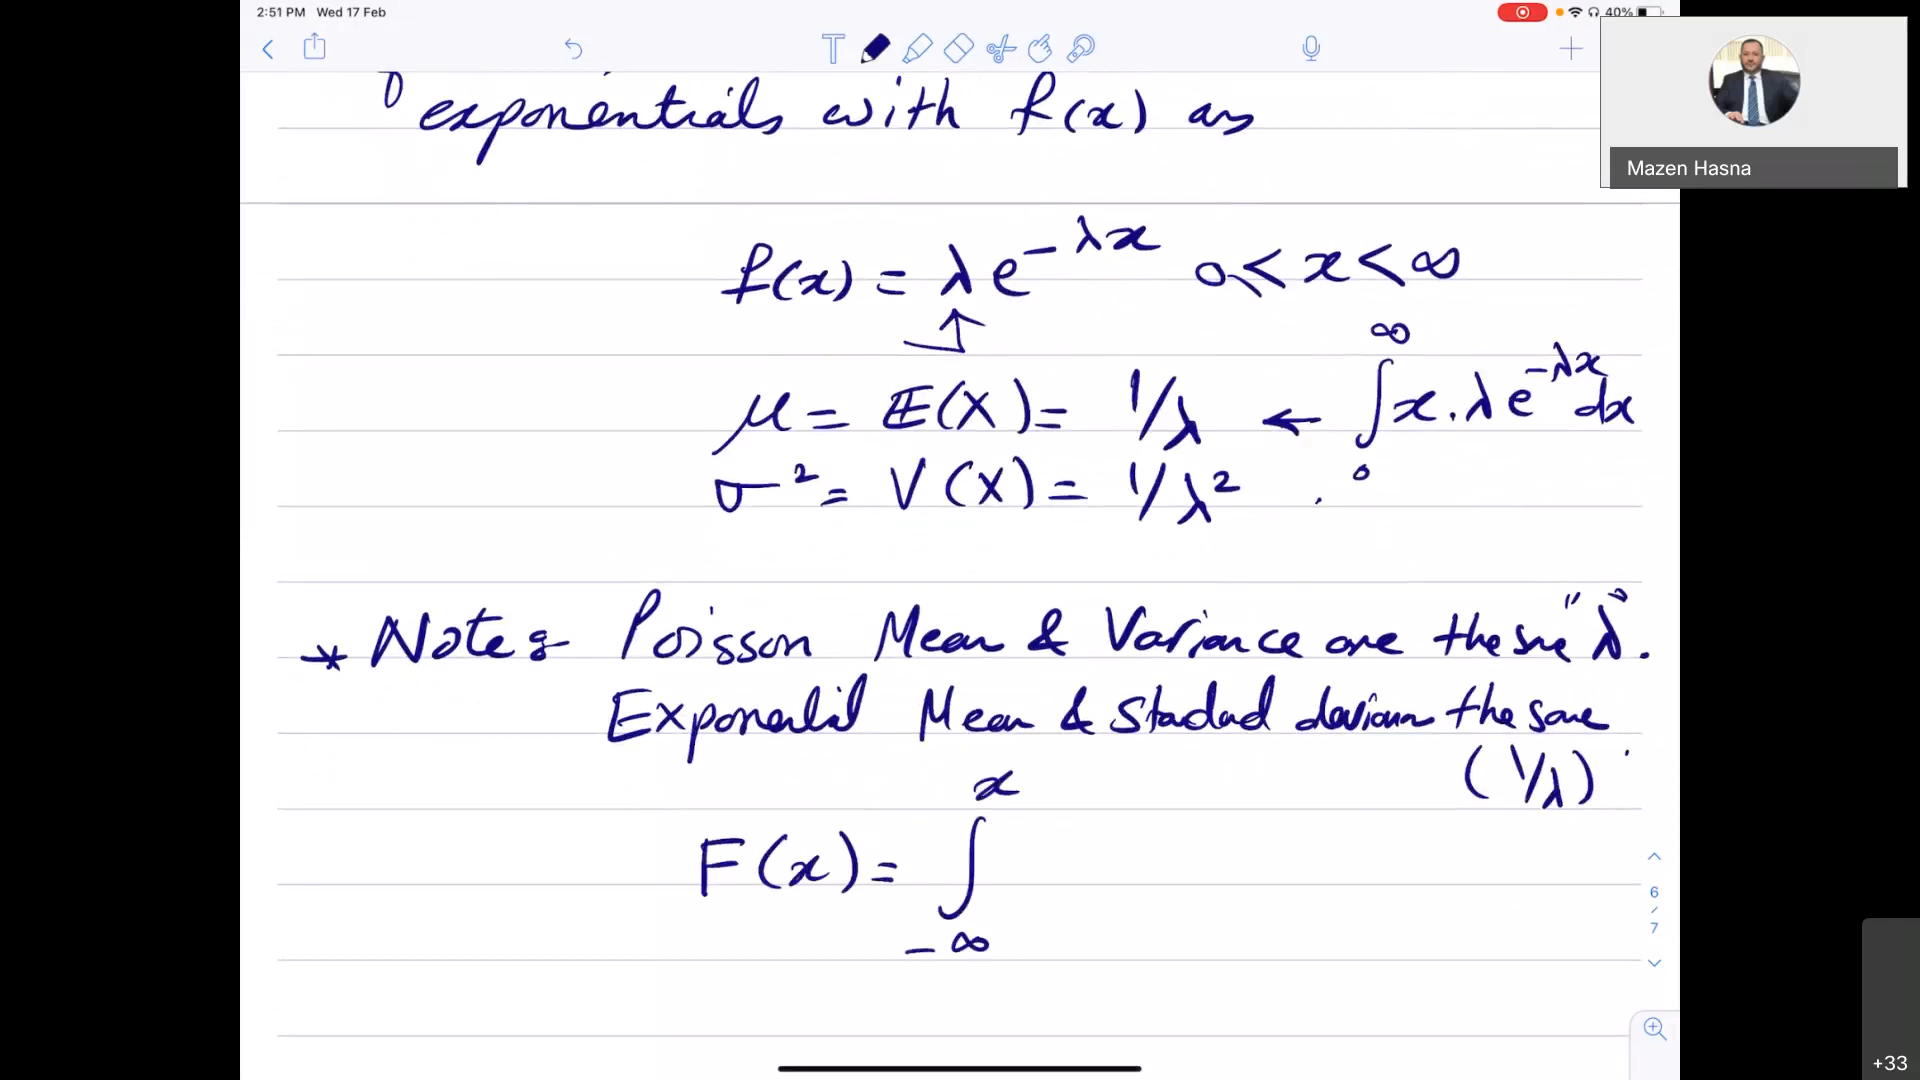 2:51 PM Wed 17 Feb
40%
Mazen Hasna
exponentials with f(x) as
f(x) = λe^{-λx} 0 < x < ∞
μ = E(X) = 1/λ ← ∫_0^∞ x.λe^{-λx}dx
σ² = V(X) = 1/λ² .
* Note: Poisson Mean & Variance are the same "λ".
Exponential Mean & Standard deviation the same
(1/λ).
F(x) = ∫_{-∞}^{x}
6
/
7
+33